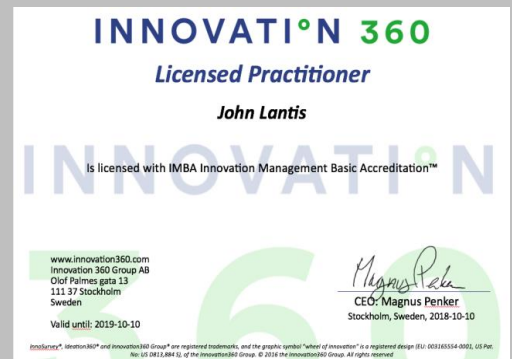 INNOVATI°N 360
Licensed Practitioner
John Lantis
INNOVATI°N
Is licensed with IMBA Innovation Management Basic Accreditation™
360
www.innovation360.com
Innovation 360 Group AB
Olof Palmes gata 13
111 37 Stockholm
Sweden
Valid until: 2019-10-10
Magnus Penker
CEO: Magnus Penker
Stockholm, Sweden, 2018-10-10
InnoSurvey®, Ideation360® and Innovation360 Group® are registered trademarks, and the graphic symbol "wheel of innovation" is a registered design (EU: 003165554-0001, US Pat.
No: US D813,884 S), of the Innovation360 Group. © 2016 the Innovation360 Group. All rights reserved